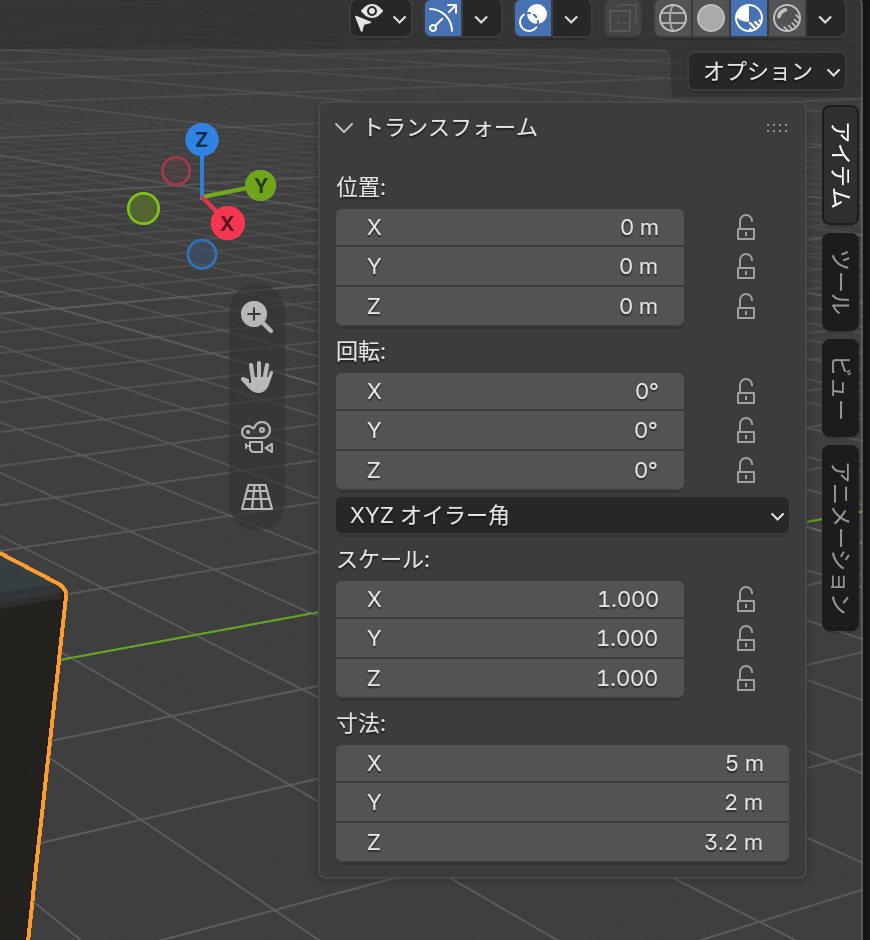 オプション
トランスフォーム
Z
Y
X
位置:
X 0 m
Y 0 m
Z 0 m
回転:
X 0°
Y 0°
Z 0°
XYZ オイラー角
スケール:
X 1.000
Y 1.000
Z 1.000
寸法:
X 5 m
Y 2 m
Z 3.2 m
アイテム
ツール
ビュー
アニメーション